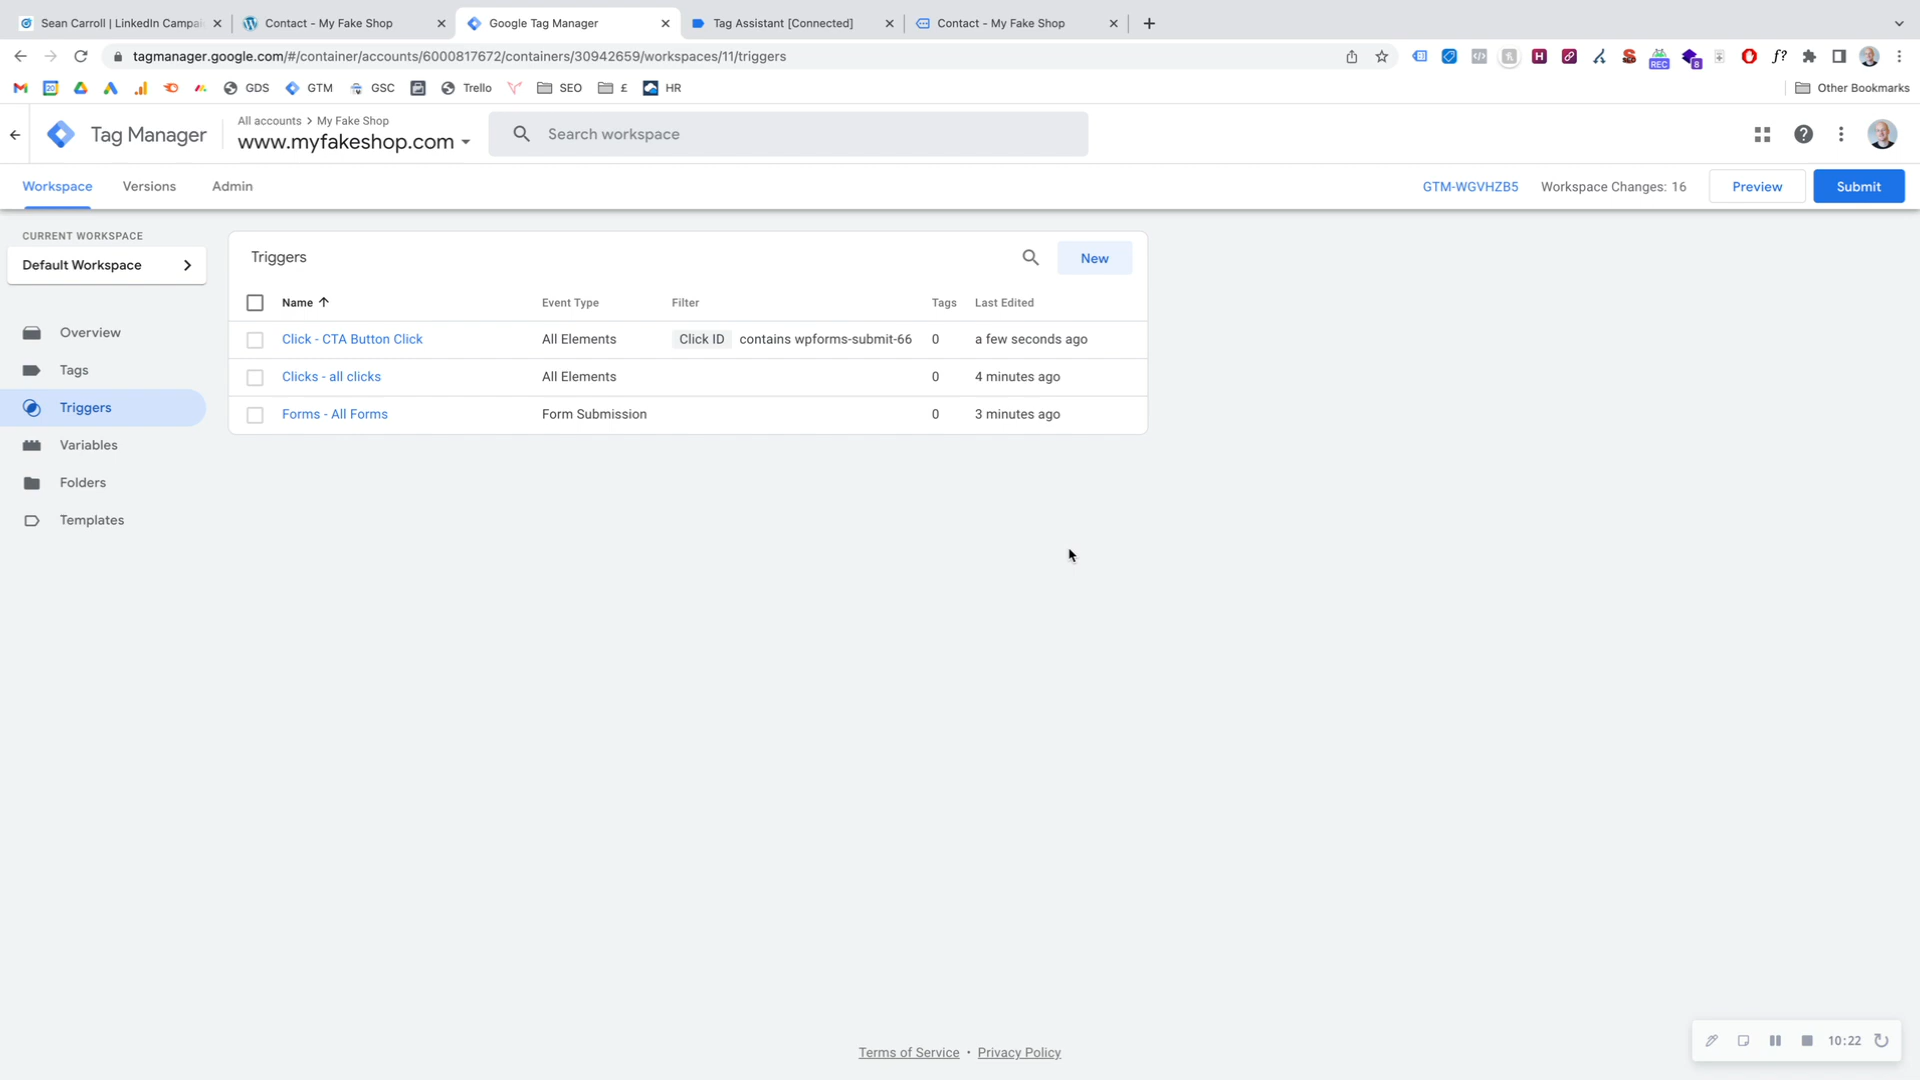 Sean Carroll | LinkedIn Campai
Contact - My Fake Shop
Google Tag Manager
Tag Assistant [Connected]
Contact - My Fake Shop
tagmanager.google.com/#/container/accounts/6000817672/containers/30942659/workspaces/11/triggers
GDS
GTM
GSC
Trello
SEO
£
HR
Other Bookmarks
Tag Manager
All accounts > My Fake Shop
www.myfakeshop.com
Search workspace
Workspace
Versions
Admin
GTM-WGVHZB5
Workspace Changes: 16
Preview
Submit
CURRENT WORKSPACE
Default Workspace
Overview
Tags
Triggers
Variables
Folders
Templates
Triggers
New
Name Event Type Filter Tags Last Edited
Click - CTA Button Click All Elements Click ID contains wpforms-submit-66 0 a few seconds ago
Clicks - all clicks All Elements 0 4 minutes ago
Forms - All Forms Form Submission 0 3 minutes ago
Terms of Service • Privacy Policy
10:22